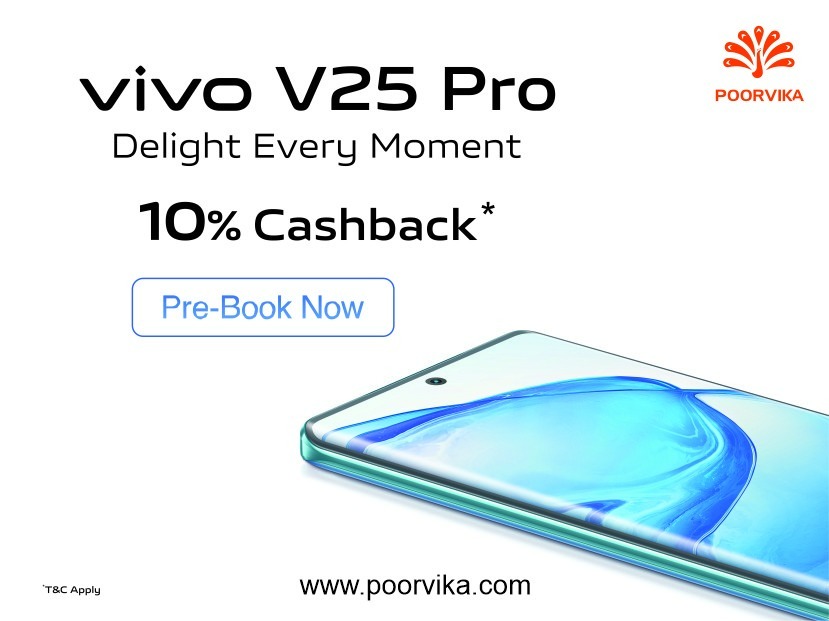 vivo V25 Pro
POORVIKA
Delight Every Moment
10% Cashback*
Pre-Book Now
*T&C Apply
www.poorvika.com